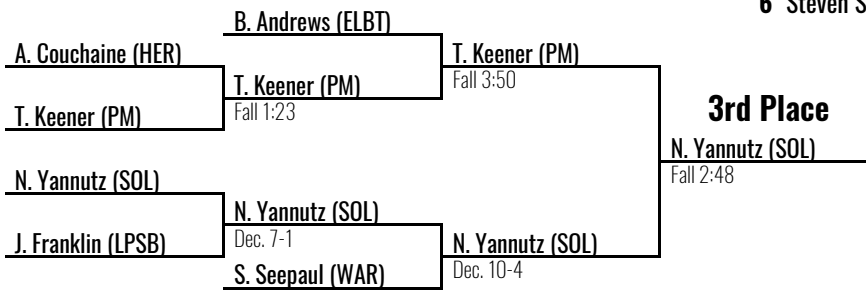 6 Steven S
B. Andrews (ELBT)
A. Couchaine (HER)
T. Keener (PM)
T. Keener (PM)
Fall 3:50
Fall 1:23
T. Keener (PM)
3rd Place
N. Yannutz (SOL)
Fall 2:48
N. Yannutz (SOL)
N. Yannutz (SOL)
Dec. 7-1
J. Franklin (LPSB)
N. Yannutz (SOL)
Dec. 10-4
S. Seepaul (WAR)